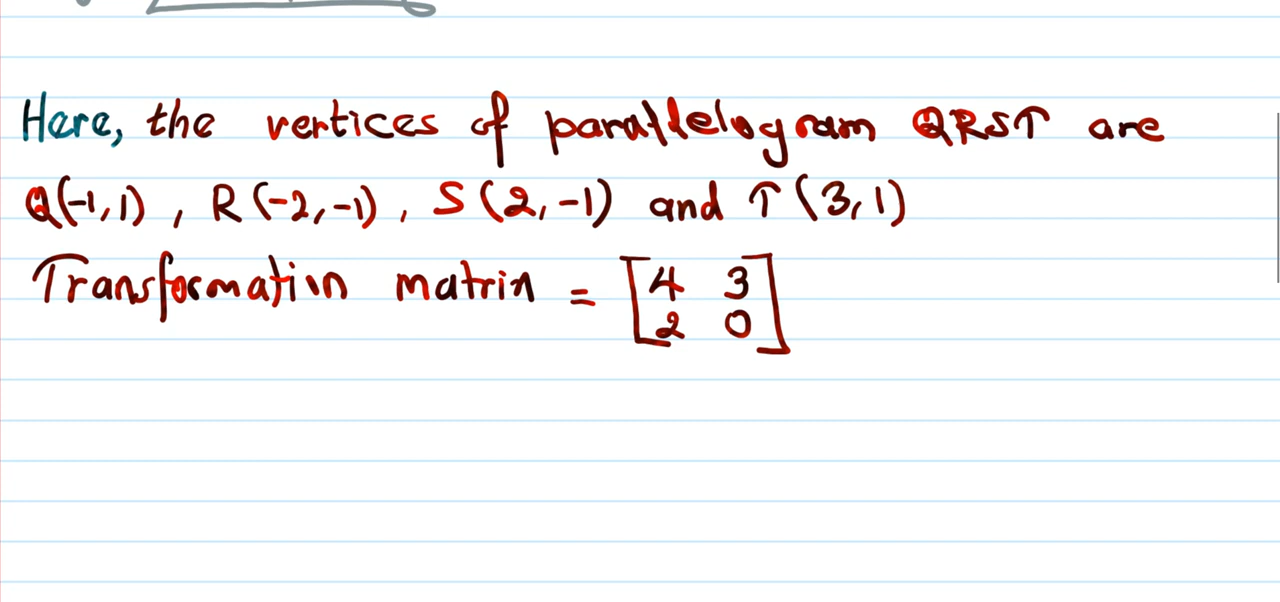 Here, the vertices of parallelogram QRST are
Q(-1,1), R(-2,-1), S(2,-1) and T(3,1)
Transformation matrix = [4 3
2 0]